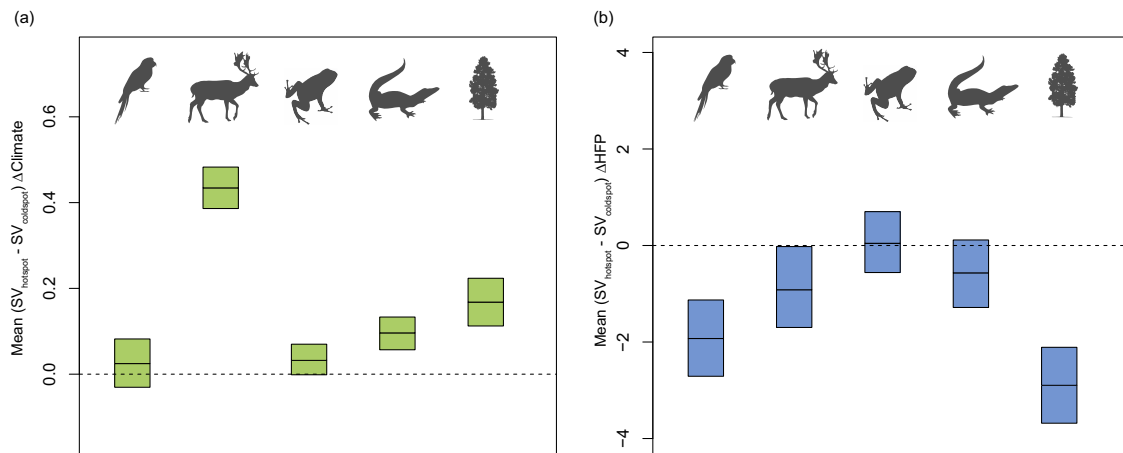 (a)
Mean (SVhotspot - SVcoldspot) ΔClimate
0.6
0.4
0.2
0.0
(b)
Mean (SVhotspot - SVcoldspot) ΔHFP
4
2
0
−2
−4